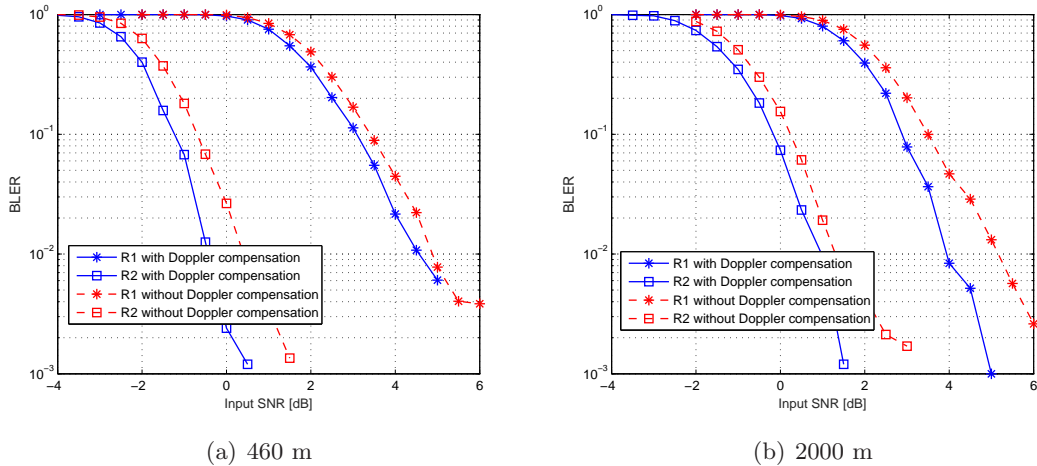 10^0
10^-1
10^-2
10^-3
BLER
−4 −2 0 2 4 6
Input SNR [dB]
R1 with Doppler compensation
R2 with Doppler compensation
R1 without Doppler compensation
R2 without Doppler compensation
(a) 460 m
10^0
10^-1
10^-2
10^-3
BLER
−4 −2 0 2 4 6
Input SNR [dB]
R1 with Doppler compensation
R2 with Doppler compensation
R1 without Doppler compensation
R2 without Doppler compensation
(b) 2000 m